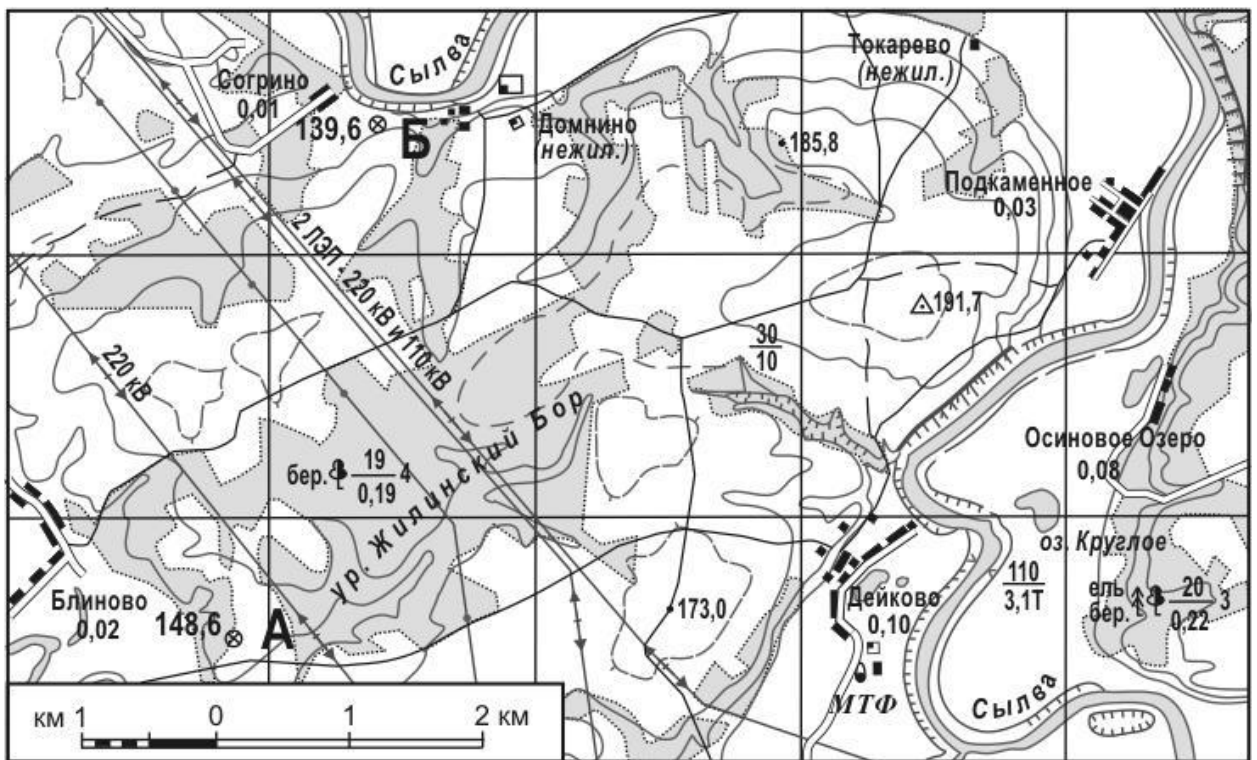 Сылва
Токарево
(нежил.)
Согрино
0,01
139,6
Б
Домнино
(нежил.)
185,8
Подкаменное
0,03
2 ЛЭП - 220 кВ и 110 кВ
191,7
220 кВ
30
10
ур. Жилинский Бор
бер. 19 4
0,19
Осиновое Озеро
0,08
оз. Круглое
Блиново
0,02
148,6
А
173,0
Дейково
0,10
110
3,1Т
ель
бер. 20 3
0,22
МТФ
Сылва
км 1 0 1 2 км